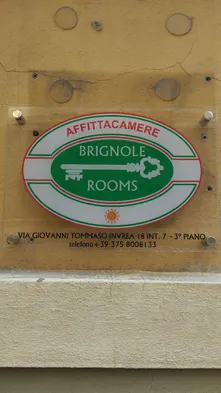 AFFITTACAMERE
BRIGNOLE
ROOMS
VIA GIOVANNI TOMMASO INVREA 18 INT. 7 - 3° PIANO
telefono +39 375 8008133